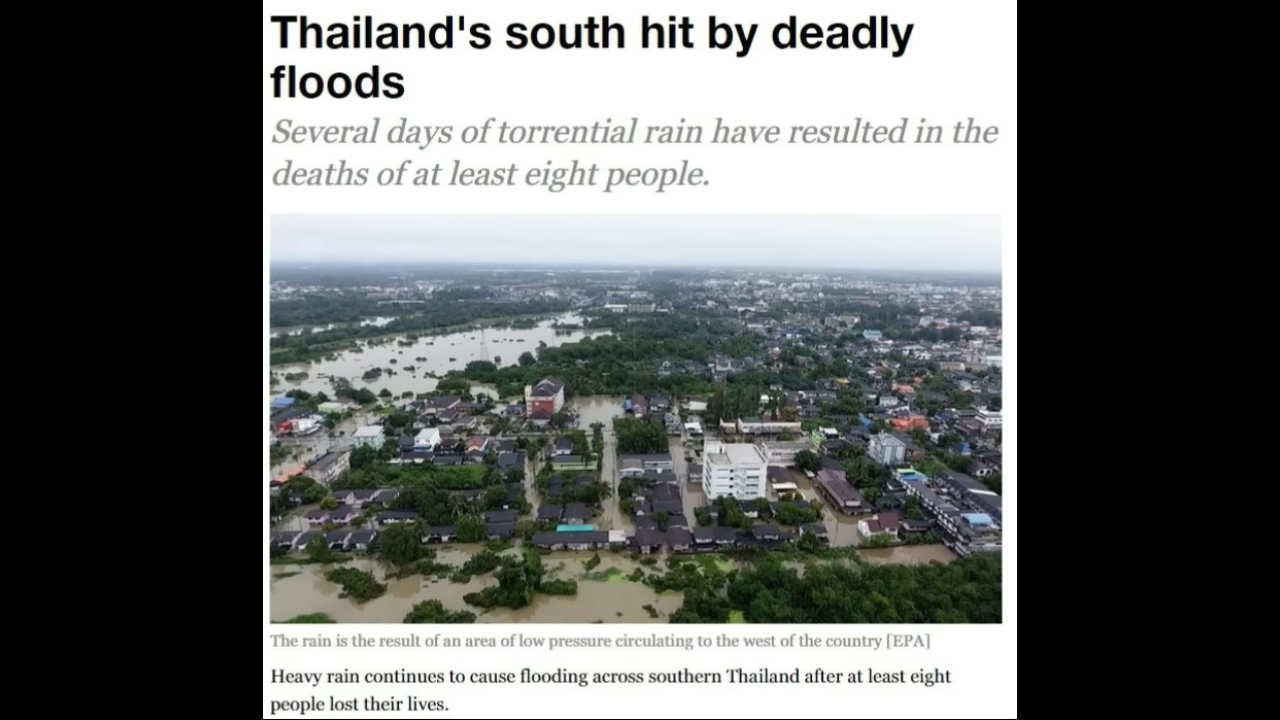 Thailand's south hit by deadly
floods
Several days of torrential rain have resulted in the
deaths of at least eight people.
The rain is the result of an area of low pressure circulating to the west of the country [EPA]
Heavy rain continues to cause flooding across southern Thailand after at least eight
people lost their lives.